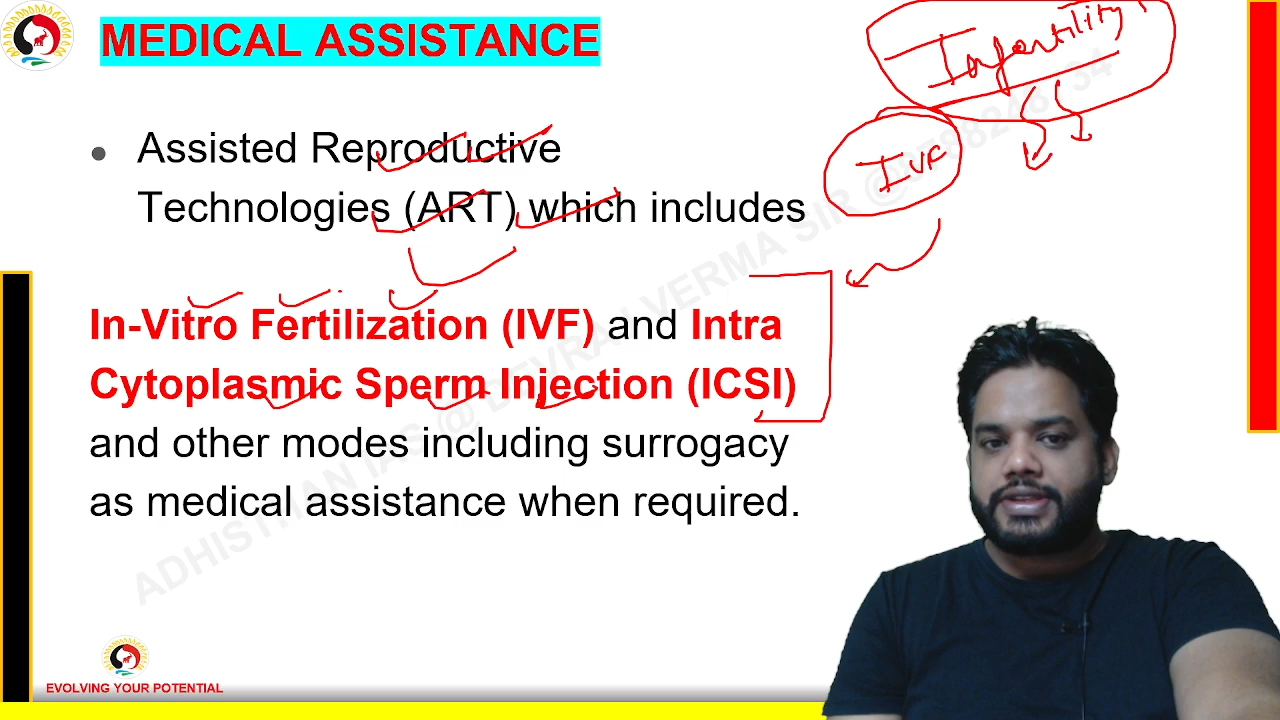 MEDICAL ASSISTANCE
Infertility
IVF
Assisted Reproductive
Technologies (ART) which includes
In-Vitro Fertilization (IVF) and Intra
Cytoplasmic Sperm Injection (ICSI)
and other modes including surrogacy
as medical assistance when required.
EVOLVING YOUR POTENTIAL